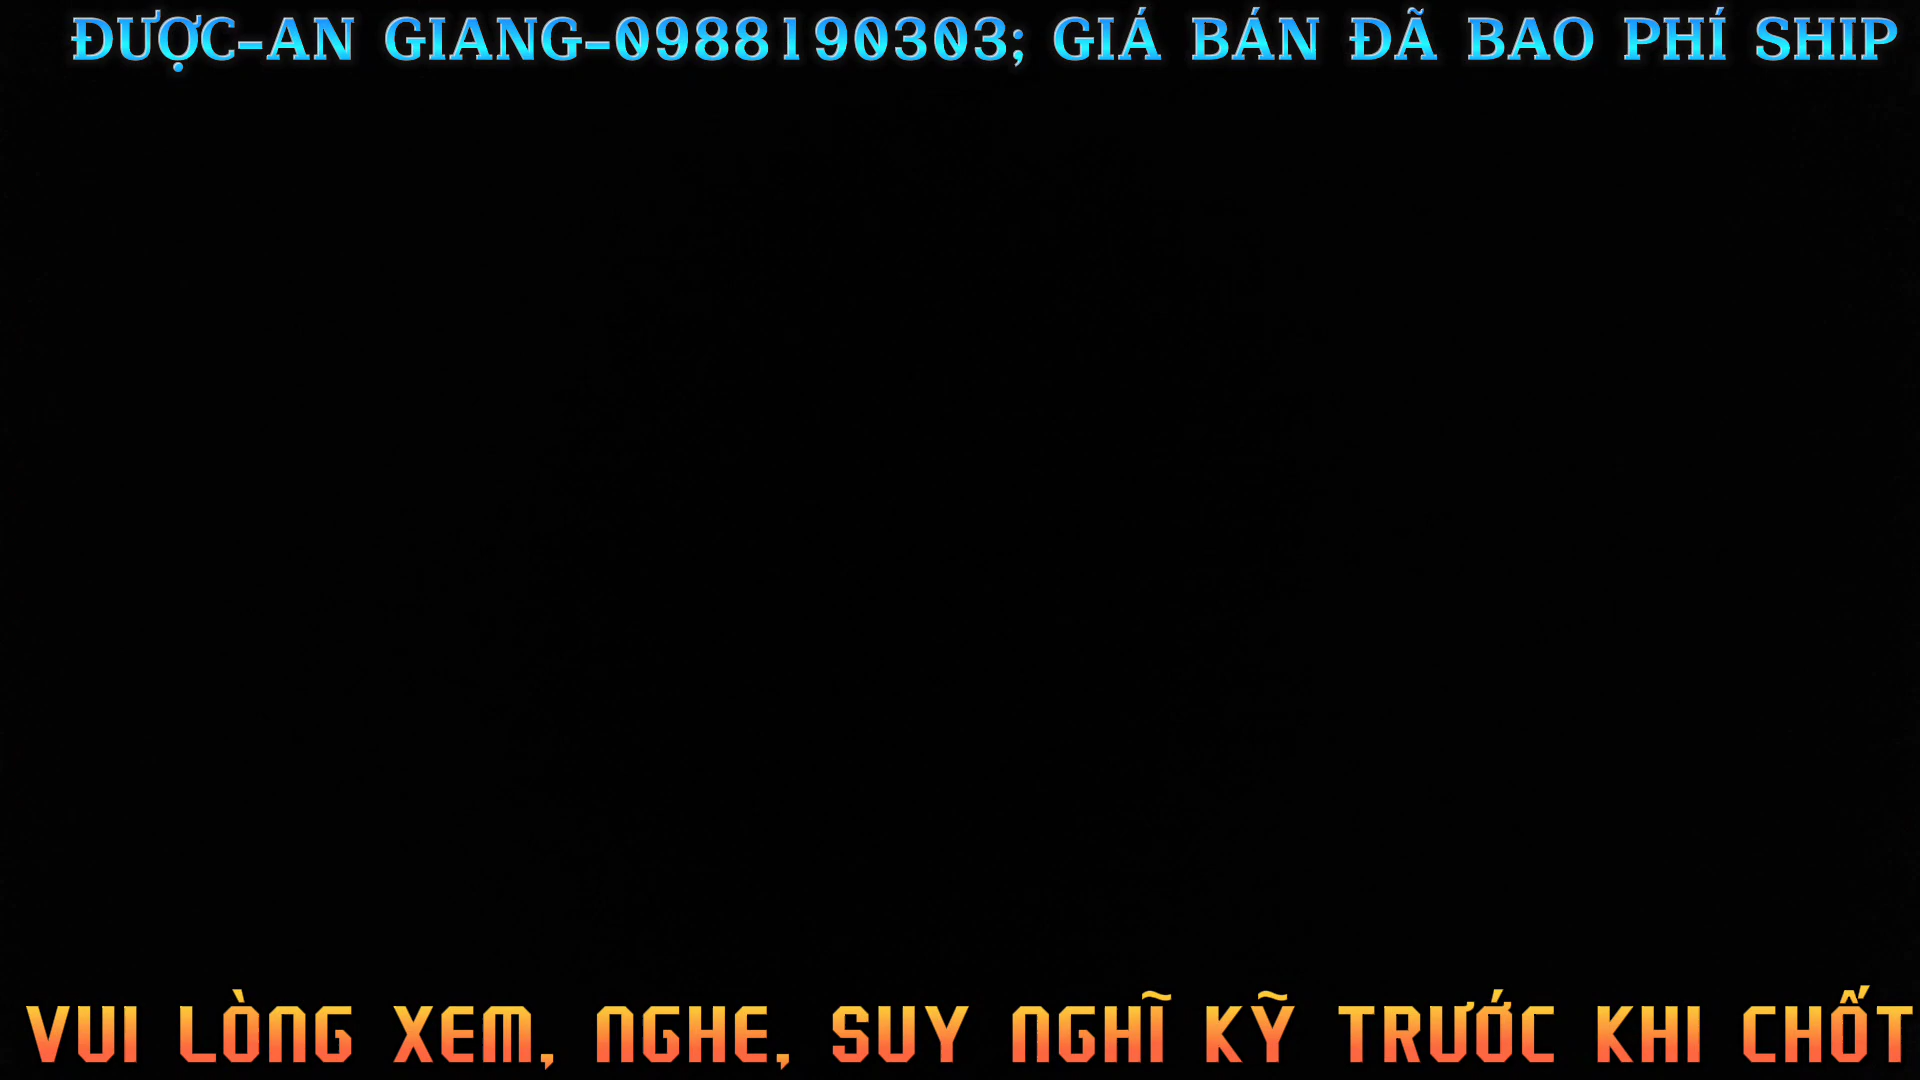 ĐƯỢC-AN GIANG-0988190303; GIÁ BÁN ĐÃ BAO PHÍ SHIP
VUI LÒNG XEM, NGHE, SUY NGHĨ KỸ TRƯỚC KHI CHỐT